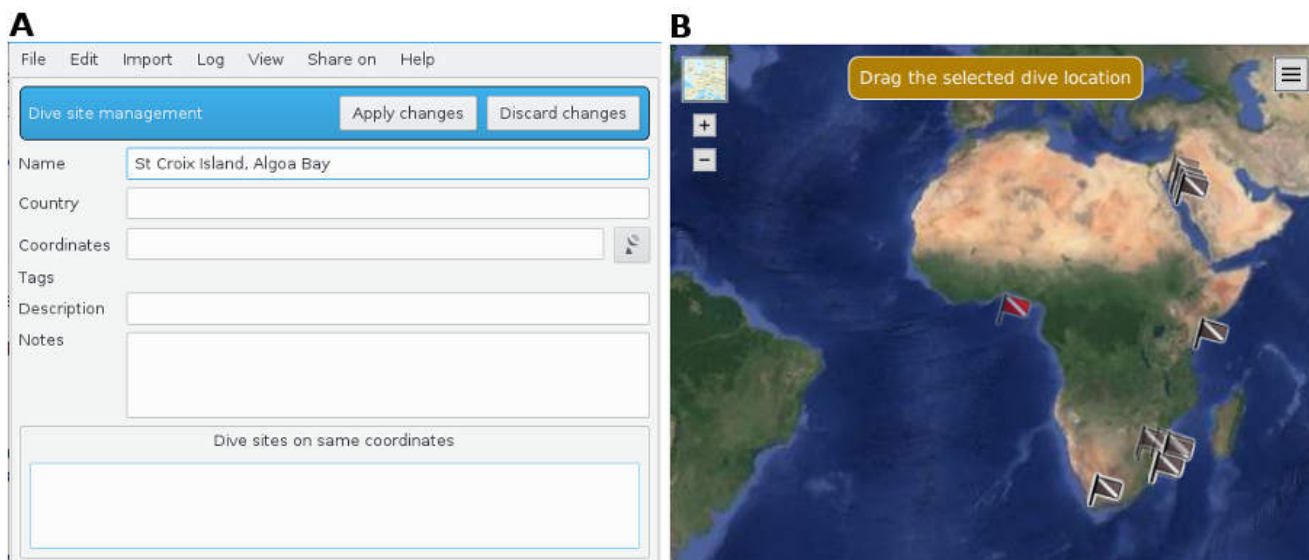 A
File Edit Import Log View Share on Help
Dive site management
Apply changes
Discard changes
Name
St Croix Island, Algoa Bay
Country
Coordinates
Tags
Description
Notes
Dive sites on same coordinates
B
Drag the selected dive location
+
−